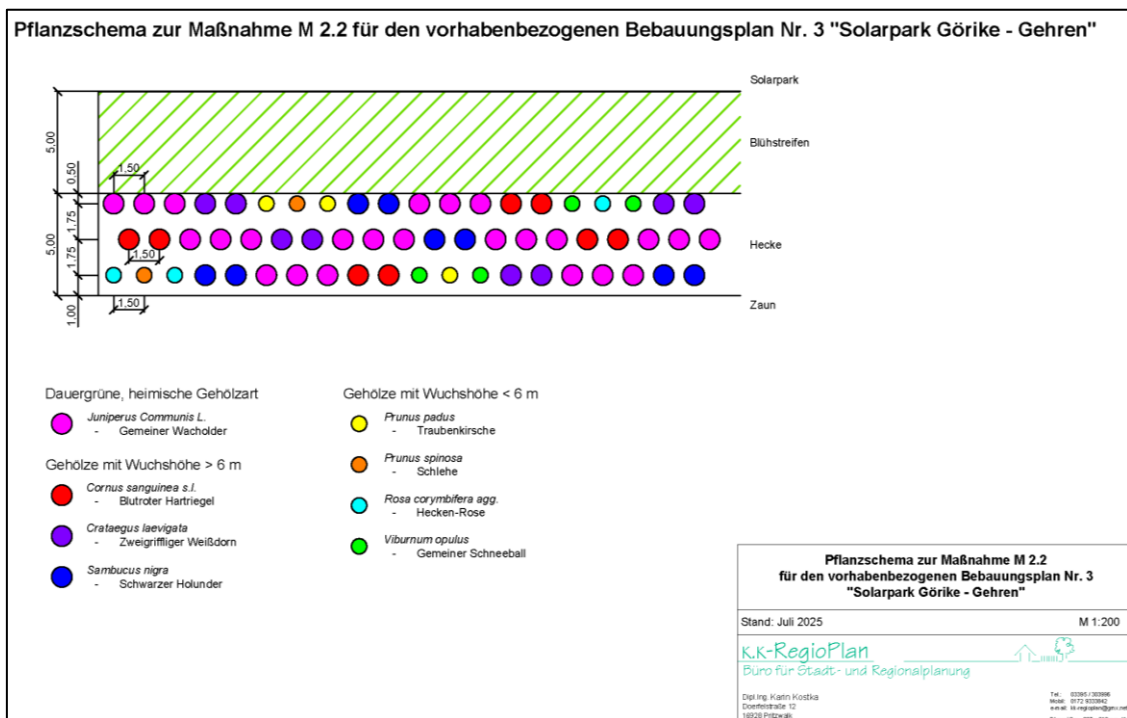 Pflanzschema zur Maßnahme M 2.2 für den vorhabenbezogenen Bebauungsplan Nr. 3 "Solarpark Görike - Gehren"
Solarpark
5.00
Blühstreifen
0.50
1,50
1.75
5.00
Hecke
1.75
1,50
1.00
1,50
Zaun
Dauergrüne, heimische Gehölzart
Juniperus Communis L.
- Gemeiner Wacholder
Gehölze mit Wuchshöhe > 6 m
Cornus sanguinea s.l.
- Blutroter Hartriegel
Crataegus laevigata
- Zweigriffliger Weißdorn
Sambucus nigra
- Schwarzer Holunder
Gehölze mit Wuchshöhe < 6 m
Prunus padus
- Traubenkirsche
Prunus spinosa
- Schlehe
Rosa corymbifera agg.
- Hecken-Rose
Viburnum opulus
- Gemeiner Schneeball
Pflanzschema zur Maßnahme M 2.2
für den vorhabenbezogenen Bebauungsplan Nr. 3
"Solarpark Görike - Gehren"
Stand: Juli 2025 M 1:200
K.K-RegioPlan
Büro für Stadt- und Regionalplanung
Dipl.Ing. Karin Kostka
Doerfelstraße 12
16928 Pritzwalk
Tel.:
Mobil:
e-mail: